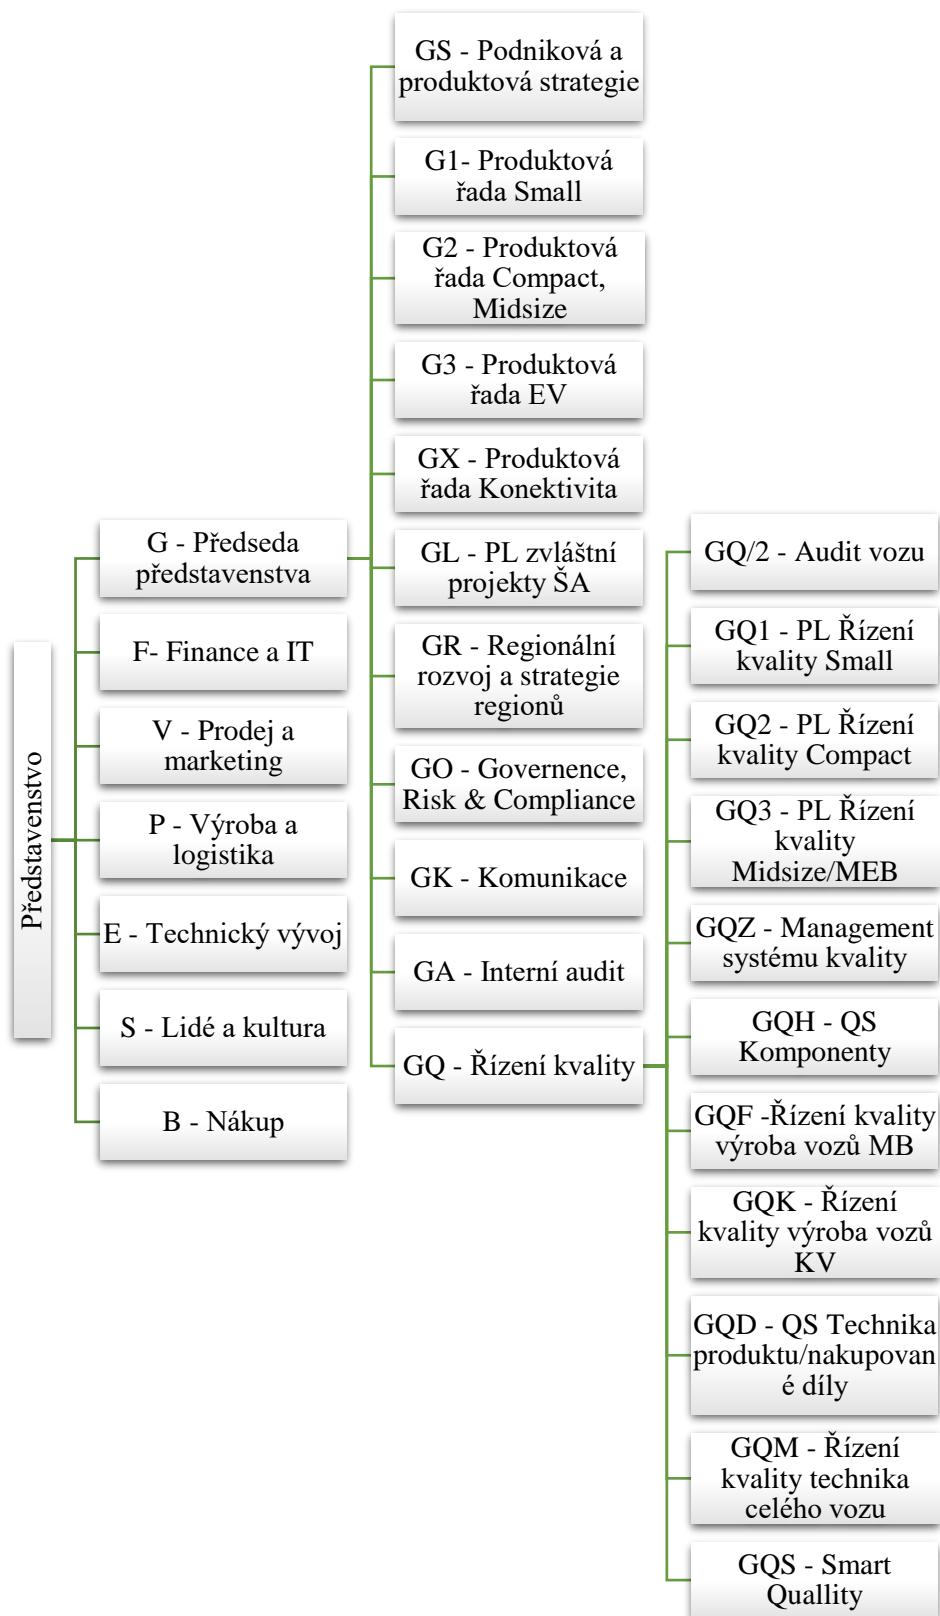 Představenstvo
G - Předseda
představenstva
F- Finance a IT
V - Prodej a
marketing
P - Výroba a
logistika
E - Technický vývoj
S - Lidé a kultura
B - Nákup
GS - Podniková a
produktová strategie
G1- Produktová
řada Small
G2 - Produktová
řada Compact,
Midsize
G3 - Produktová
řada EV
GX - Produktová
řada Konektivita
GL - PL zvláštní
projekty ŠA
GR - Regionální
rozvoj a strategie
regionů
GO - Governence,
Risk & Compliance
GK - Komunikace
GA - Interní audit
GQ - Řízení kvality
GQ/2 - Audit vozu
GQ1 - PL Řízení
kvality Small
GQ2 - PL Řízení
kvality Compact
GQ3 - PL Řízení
kvality
Midsize/MEB
GQZ - Management
systému kvality
GQH - QS
Komponenty
GQF -Řízení kvality
výroba vozů MB
GQK - Řízení
kvality výroba vozů
KV
GQD - QS Technika
produktu/nakupovan
é díly
GQM - Řízení
kvality technika
celého vozu
GQS - Smart
Quallity